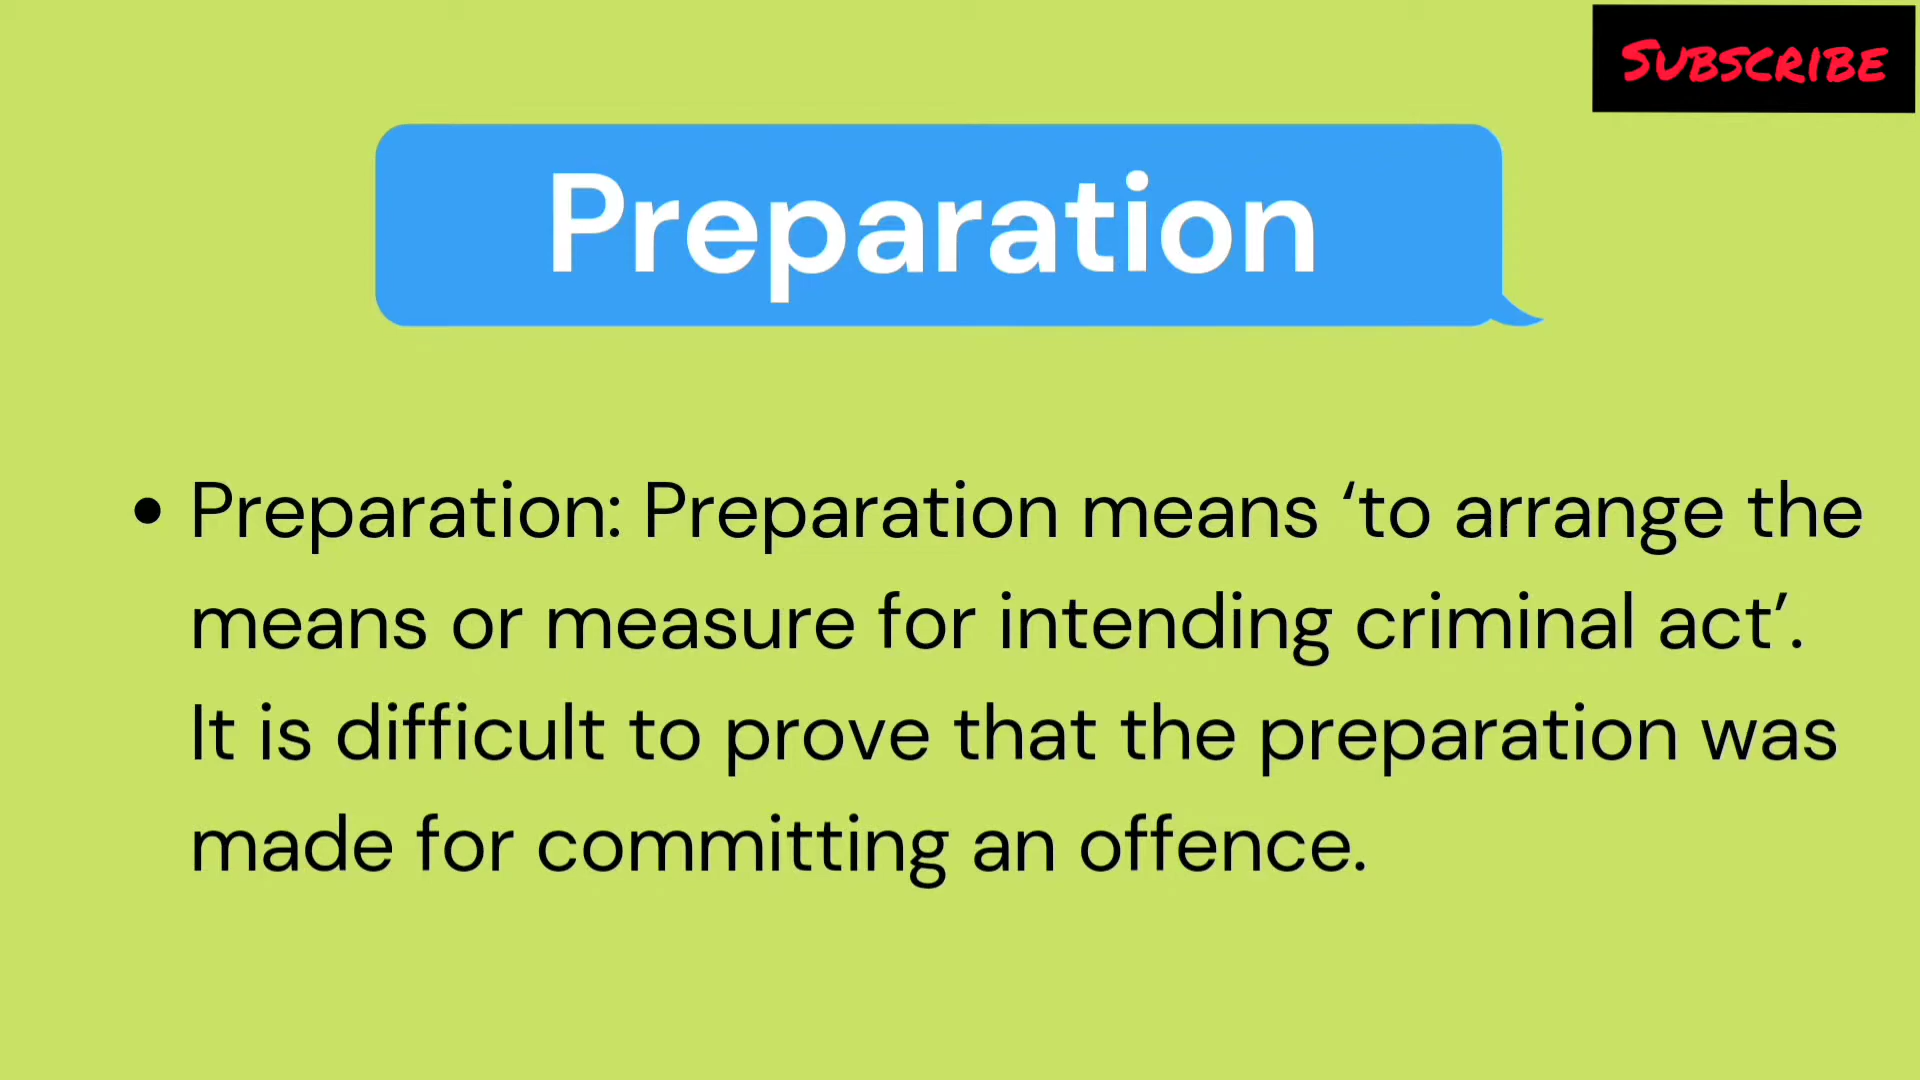 SUBSCRIBE
Preparation
• Preparation: Preparation means ‘to arrange the
means or measure for intending criminal act’.
It is difficult to prove that the preparation was
made for committing an offence.